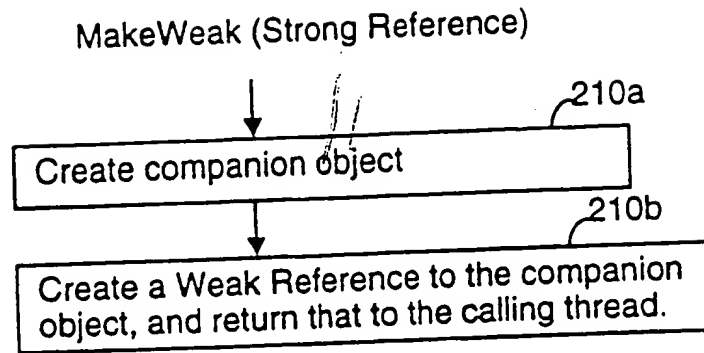 MakeWeak (Strong Reference)
210a
Create companion object
210b
Create a Weak Reference to the companion
object, and return that to the calling thread.